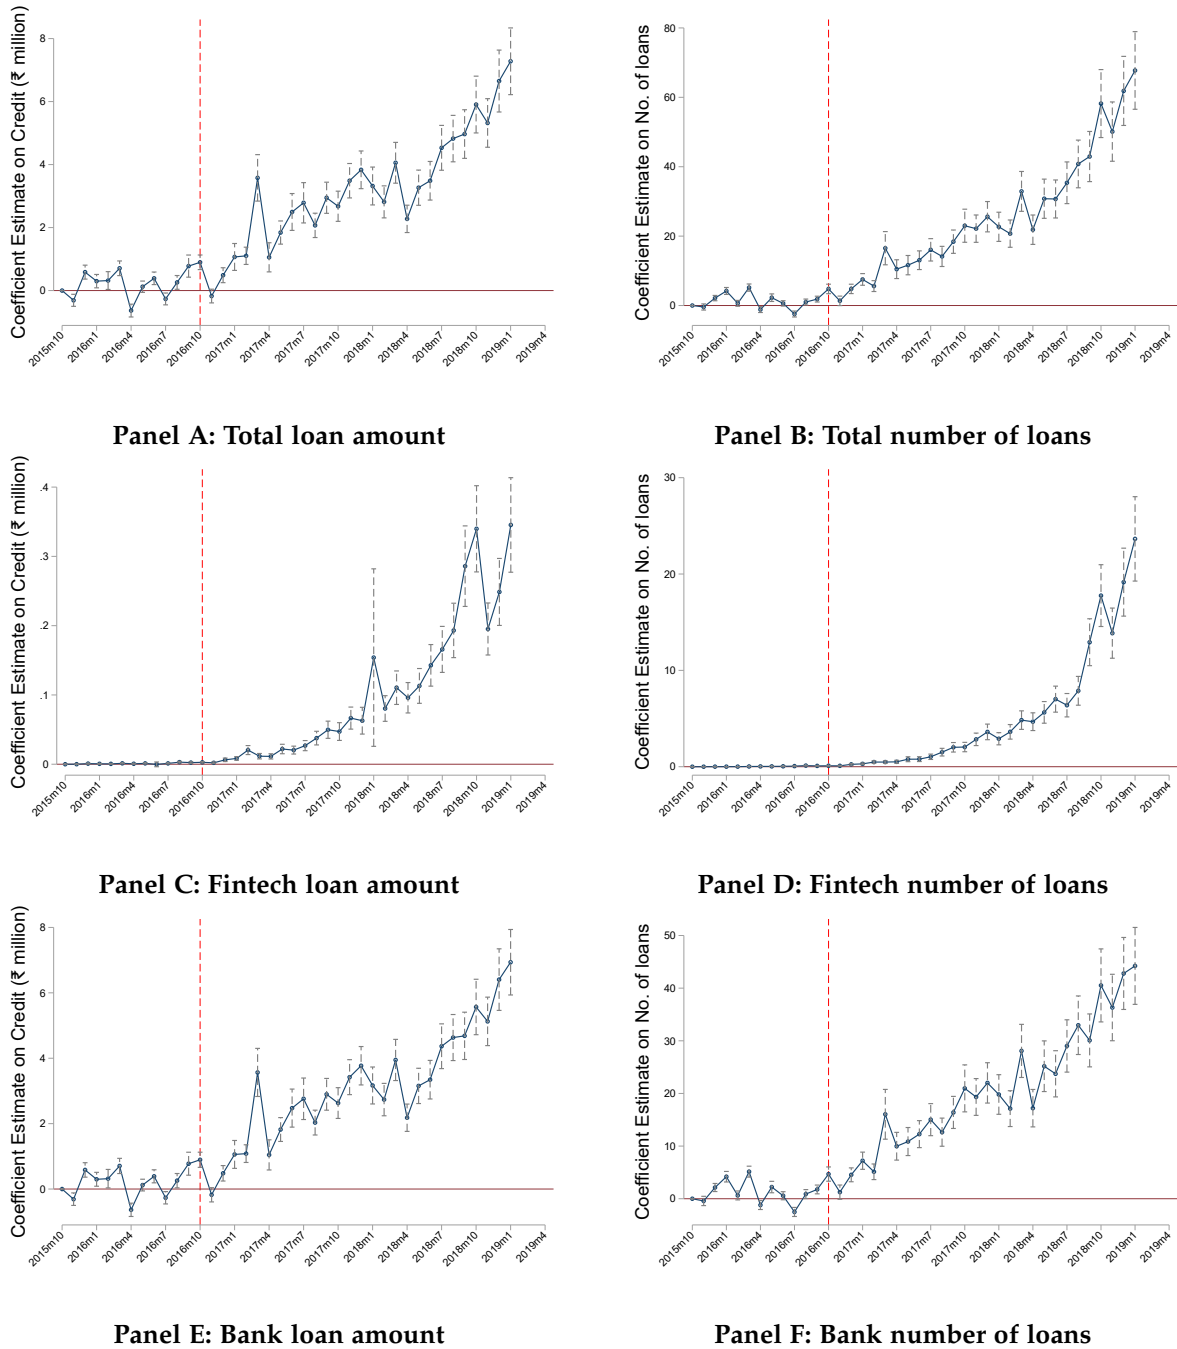 Coefficient Estimate on Credit (₹ million)
8
6
4
2
0
2015m10
2016m1
2016m4
2016m7
2016m10
2017m1
2017m4
2017m7
2017m10
2018m1
2018m4
2018m7
2018m10
2019m1
2019m4
Panel A: Total loan amount
Coefficient Estimate on No. of loans
80
60
40
20
0
2015m10
2016m1
2016m4
2016m7
2016m10
2017m1
2017m4
2017m7
2017m10
2018m1
2018m4
2018m7
2018m10
2019m1
2019m4
Panel B: Total number of loans
Coefficient Estimate on Credit (₹ million)
.4
.3
.2
.1
0
2015m10
2016m1
2016m4
2016m7
2016m10
2017m1
2017m4
2017m7
2017m10
2018m1
2018m4
2018m7
2018m10
2019m1
2019m4
Panel C: Fintech loan amount
Coefficient Estimate on No. of loans
30
20
10
0
2015m10
2016m1
2016m4
2016m7
2016m10
2017m1
2017m4
2017m7
2017m10
2018m1
2018m4
2018m7
2018m10
2019m1
2019m4
Panel D: Fintech number of loans
Coefficient Estimate on Credit (₹ million)
8
6
4
2
0
2015m10
2016m1
2016m4
2016m7
2016m10
2017m1
2017m4
2017m7
2017m10
2018m1
2018m4
2018m7
2018m10
2019m1
2019m4
Panel E: Bank loan amount
Coefficient Estimate on No. of loans
50
40
30
20
10
0
2015m10
2016m1
2016m4
2016m7
2016m10
2017m1
2017m4
2017m7
2017m10
2018m1
2018m4
2018m7
2018m10
2019m1
2019m4
Panel F: Bank number of loans